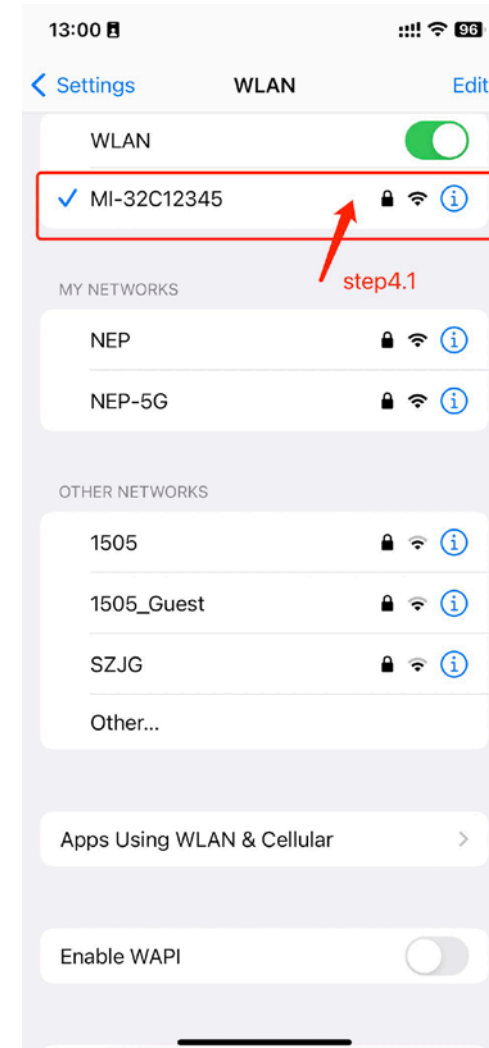 13:00 96
Settings WLAN Edit
WLAN
MI-32C12345
step4.1
MY NETWORKS
NEP
NEP-5G
OTHER NETWORKS
1505
1505_Guest
SZJG
Other...
Apps Using WLAN & Cellular
Enable WAPI